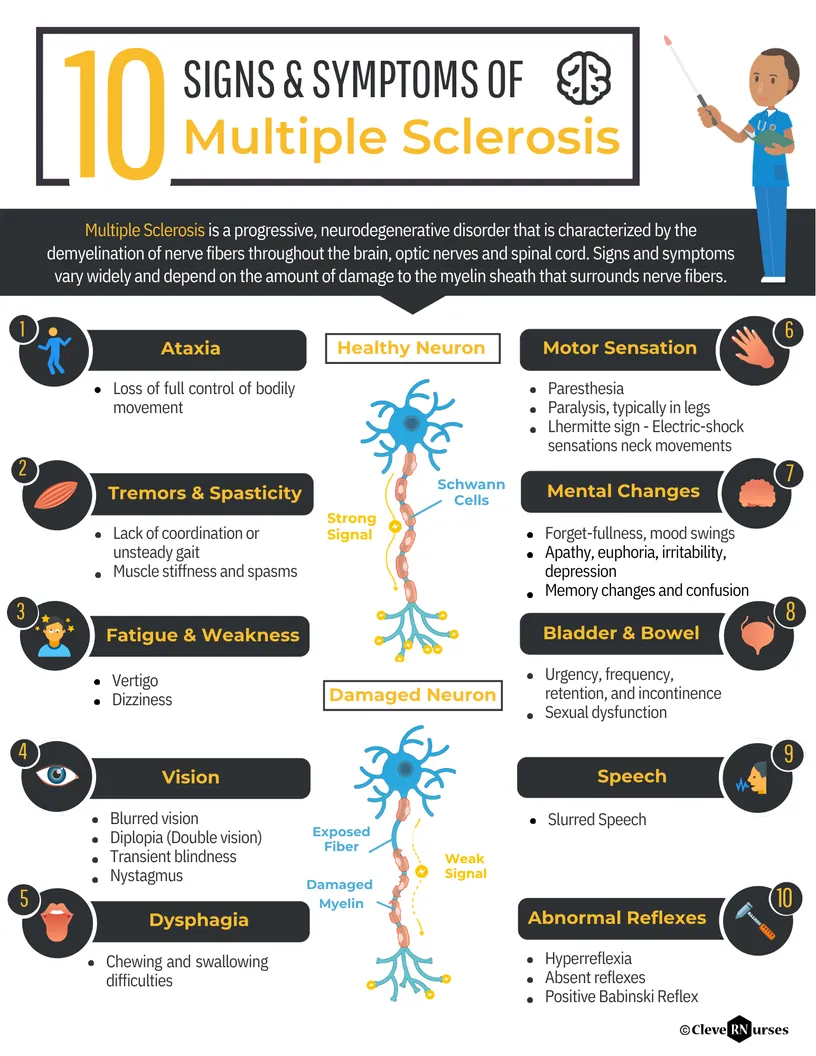 10
SIGNS & SYMPTOMS OF
Multiple Sclerosis
Multiple Sclerosis is a progressive, neurodegenerative disorder that is characterized by the
demyelination of nerve fibers throughout the brain, optic nerves and spinal cord. Signs and symptoms
vary widely and depend on the amount of damage to the myelin sheath that surrounds nerve fibers.
1
Ataxia
• Loss of full control of bodily
movement
2
Tremors & Spasticity
• Lack of coordination or
unsteady gait
• Muscle stiffness and spasms
3
Fatigue & Weakness
• Vertigo
• Dizziness
4
Vision
• Blurred vision
• Diplopia (Double vision)
• Transient blindness
• Nystagmus
5
Dysphagia
• Chewing and swallowing
difficulties
Healthy Neuron
Schwann
Cells
Strong
Signal
Damaged Neuron
Exposed
Fiber
Weak
Signal
Damaged
Myelin
6
Motor Sensation
• Paresthesia
• Paralysis, typically in legs
• Lhermitte sign - Electric-shock
sensations neck movements
7
Mental Changes
• Forget-fullness, mood swings
• Apathy, euphoria, irritability,
depression
• Memory changes and confusion
8
Bladder & Bowel
• Urgency, frequency,
retention, and incontinence
• Sexual dysfunction
9
Speech
• Slurred Speech
10
Abnormal Reflexes
• Hyperreflexia
• Absent reflexes
• Positive Babinski Reflex
©CleveRNurses